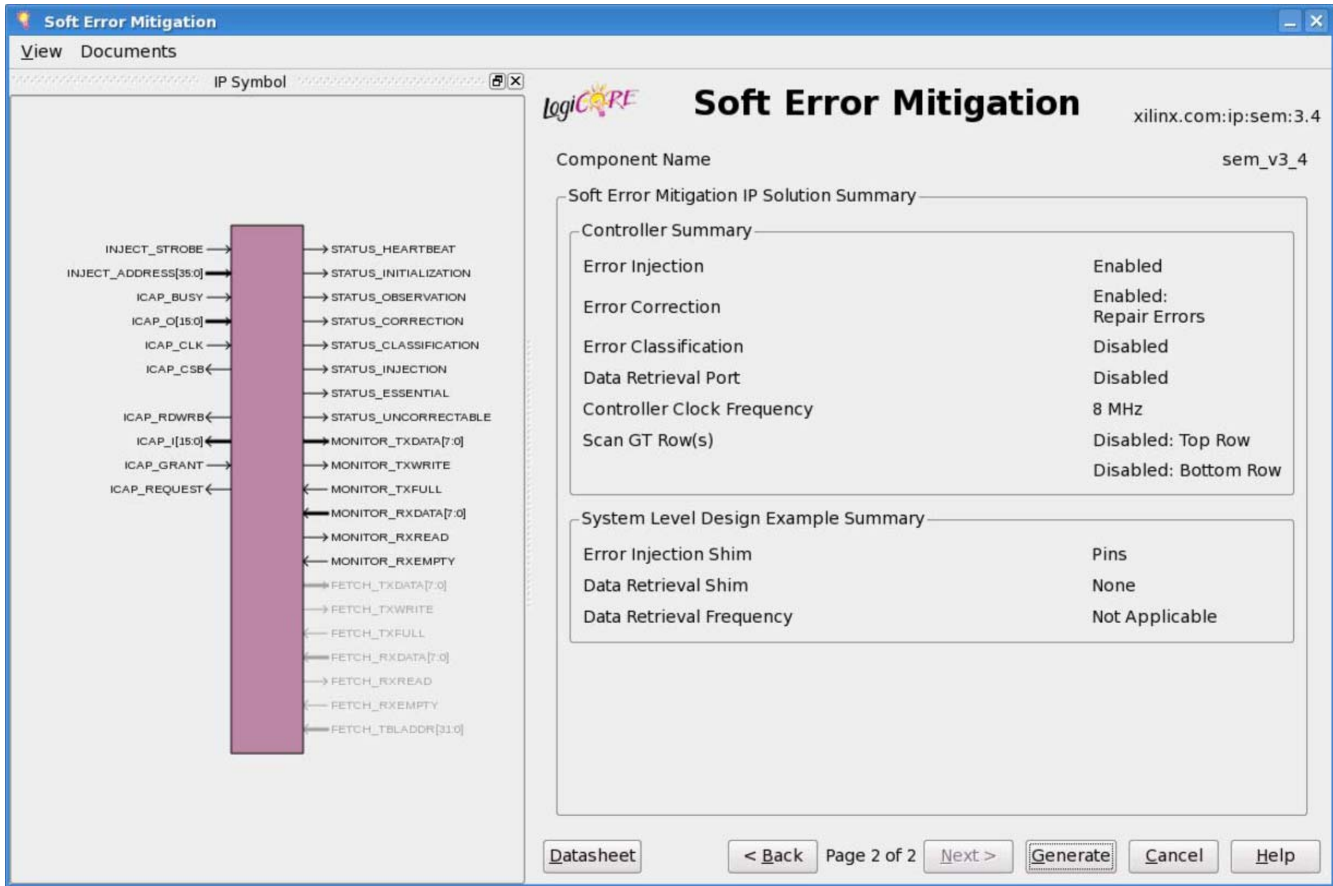 Soft Error Mitigation
View Documents
IP Symbol
INJECT_STROBE
INJECT_ADDRESS[35:0]
ICAP_BUSY
ICAP_O[15:0]
ICAP_CLK
ICAP_CSB
ICAP_RDWRB
ICAP_I[15:0]
ICAP_GRANT
ICAP_REQUEST
STATUS_HEARTBEAT
STATUS_INITIALIZATION
STATUS_OBSERVATION
STATUS_CORRECTION
STATUS_CLASSIFICATION
STATUS_INJECTION
STATUS_ESSENTIAL
STATUS_UNCORRECTABLE
MONITOR_TXDATA[7:0]
MONITOR_TXWRITE
MONITOR_TXFULL
MONITOR_RXDATA[7:0]
MONITOR_RXREAD
MONITOR_RXEMPTY
FETCH_TXDATA[7:0]
FETCH_TXWRITE
FETCH_TXFULL
FETCH_RXDATA[7:0]
FETCH_RXREAD
FETCH_RXEMPTY
FETCH_TBLADDR[31:0]
LogiCORE Soft Error Mitigation xilinx.com:ip:sem:3.4
Component Name sem_v3_4
Soft Error Mitigation IP Solution Summary
Controller Summary
Error Injection Enabled
Error Correction Enabled:
Repair Errors
Error Classification Disabled
Data Retrieval Port Disabled
Controller Clock Frequency 8 MHz
Scan GT Row(s) Disabled: Top Row
Disabled: Bottom Row
System Level Design Example Summary
Error Injection Shim Pins
Data Retrieval Shim None
Data Retrieval Frequency Not Applicable
Datasheet < Back Page 2 of 2 Next > Generate Cancel Help